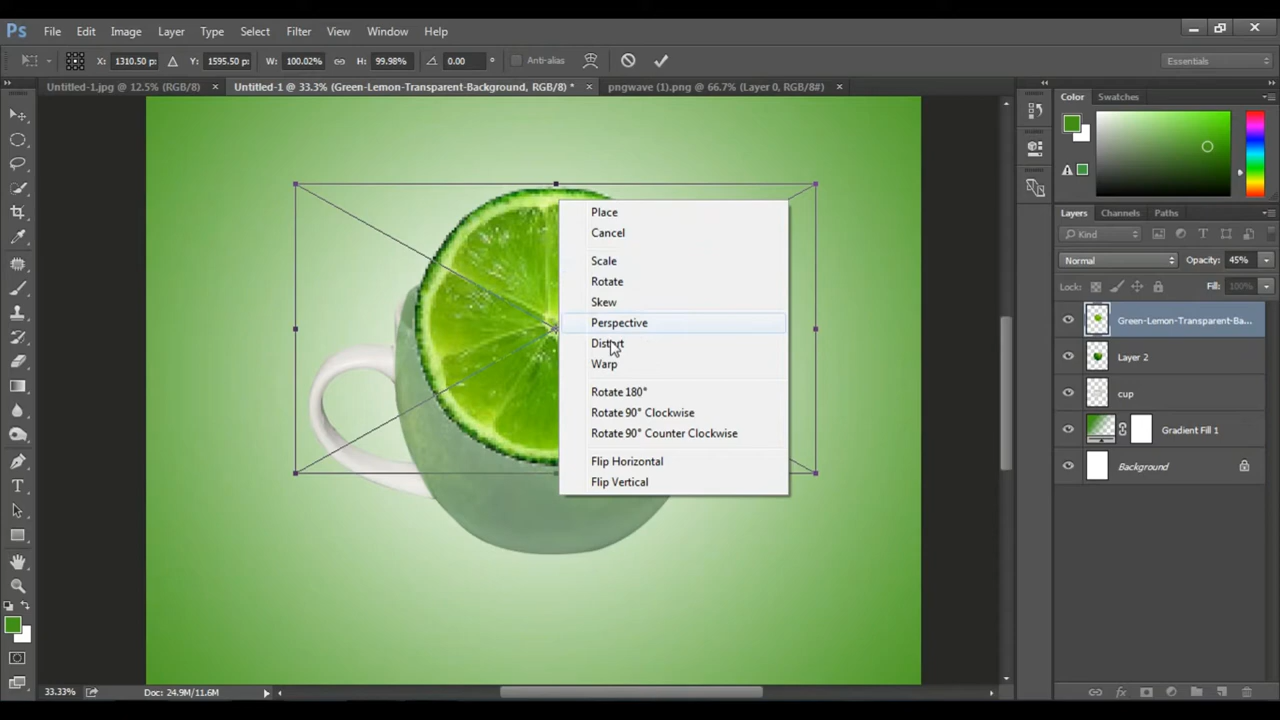 Ps File Edit Image Layer Type Select Filter View Window Help
X: 1310.50 p: Y: 1595.50 p: W: 100.02% H: 99.98% 0.00 ° Anti-alias Essentials
Untitled-1.jpg @ 12.5% (RGB/8) × Untitled-1 @ 33.3% (Green-Lemon-Transparent-Background, RGB/8) * × pngwave (1).png @ 66.7% (Layer 0, RGB/8#) ×
Color Swatches
Place
Cancel
Scale
Rotate
Skew
Perspective
Distort
Warp
Rotate 180°
Rotate 90° Clockwise
Rotate 90° Counter Clockwise
Flip Horizontal
Flip Vertical
Layers Channels Paths
Kind
Normal Opacity: 45%
Lock: Fill: 100%
Green-Lemon-Transparent-Ba...
Layer 2
cup
Gradient Fill 1
Background
33.33% Doc: 24.9M/11.6M